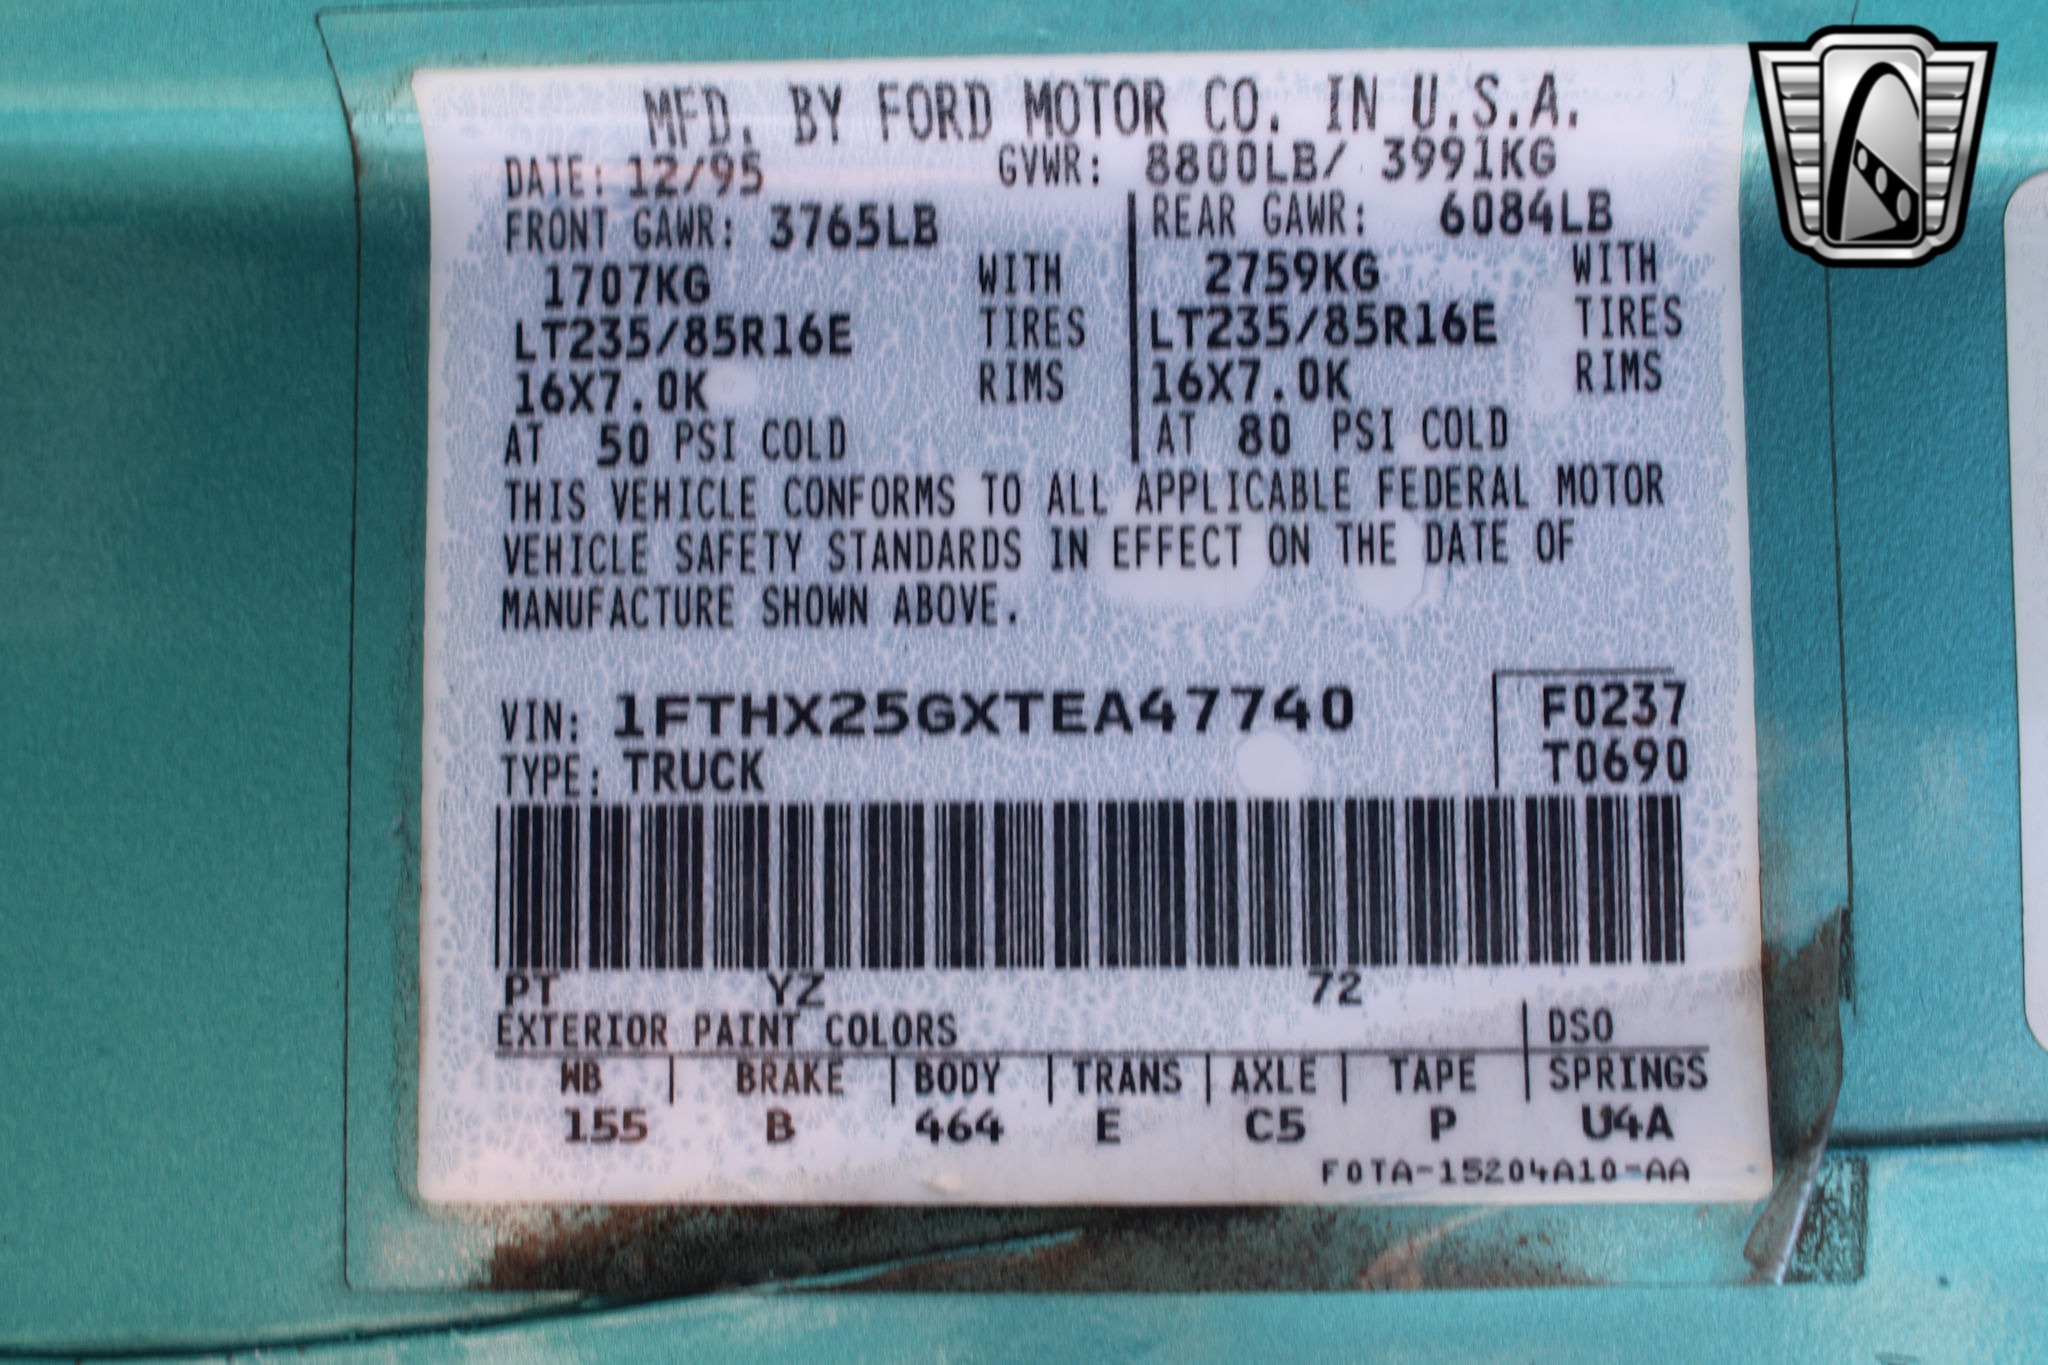 MFD. BY FORD MOTOR CO. IN U.S.A.
DATE: 12/95 GVWR: 8800LB/ 3991KG
FRONT GAWR: 3765LB REAR GAWR: 6084LB
1707KG WITH 2759KG WITH
LT235/85R16E TIRES LT235/85R16E TIRES
16X7.0K RIMS 16X7.0K RIMS
AT 50 PSI COLD AT 80 PSI COLD
THIS VEHICLE CONFORMS TO ALL APPLICABLE FEDERAL MOTOR
VEHICLE SAFETY STANDARDS IN EFFECT ON THE DATE OF
MANUFACTURE SHOWN ABOVE.
VIN: 1FTHX25GXTEA47740 F0237
TYPE: TRUCK T0690
PT YZ 72
EXTERIOR PAINT COLORS DSO
WB BRAKE BODY TRANS AXLE TAPE SPRINGS
155 B 464 E C5 P U4A
F0TA-15204A10-AA